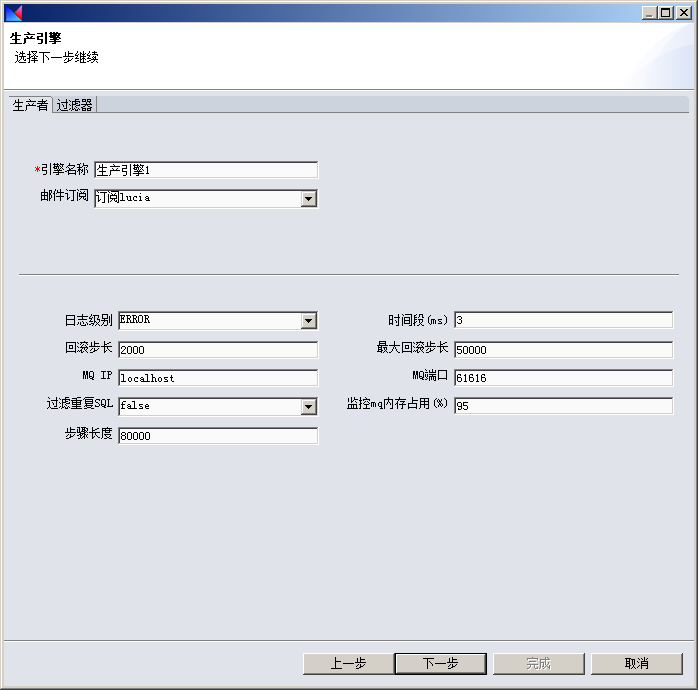 生产引擎
选择下一步继续
生产者 过滤器
*引擎名称 生产引擎1
邮件订阅 订阅lucia
日志级别 ERROR 时间段(ms) 3
回滚步长 2000 最大回滚步长 50000
MQ IP localhost MQ端口 61616
过滤重复SQL false 监控mq内存占用(%) 95
步骤长度 80000
上一步 下一步 完成 取消